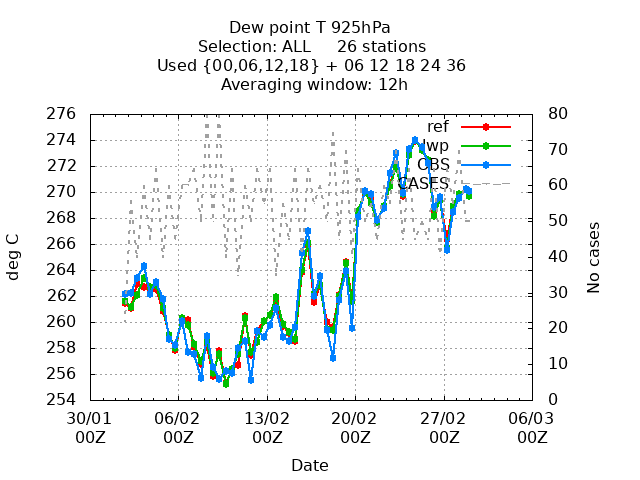 Dew point T 925hPa
Selection: ALL 26 stations
Used {00,06,12,18} + 06 12 18 24 36
Averaging window: 12h
276
274
272
270
268
266
264
262
260
258
256
254
deg C
80
70
60
50
40
30
20
10
0
No cases
ref
lwp
OBS
CASES
30/01 06/02 13/02 20/02 27/02 06/03
00Z 00Z 00Z 00Z 00Z 00Z
Date